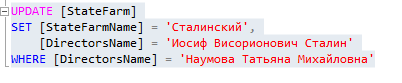 UPDATE [StateFarm]
SET [StateFarmName] = 'Сталинский',
[DirectorsName] = 'Иосиф Висорионович Сталин'
WHERE [DirectorsName] = 'Наумова Татьяна Михайловна'